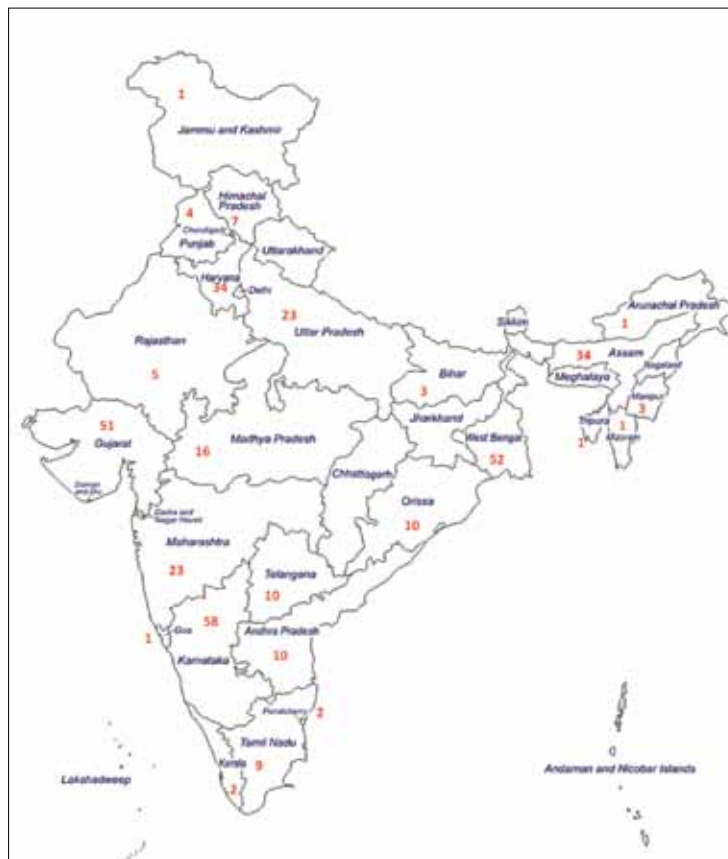 1
Jammu and Kashmir
Himachal
Pradesh
7
4
Chandigarh
Punjab
Uttarakhand
Haryana
34
Delhi
23
Uttar Pradesh
Rajasthan
5
Arunachal Pradesh
1
Sikkim
34
Assam
Nagaland
Meghalaya
Manipur
3
Tripura
1
1
Mizoram
Bihar
3
Jharkhand
West Bengal
52
51
Gujarat
Daman
and Diu
16
Madhya Pradesh
Chhattisgarh
Orissa
10
Dadra and
Nagar Haveli
Maharashtra
23
Telangana
10
1
Goa
58
Karnataka
Andhra Pradesh
10
Pondicherry
2
Tamil Nadu
9
Kerala
2
Lakshadweep
Andaman and Nicobar Islands